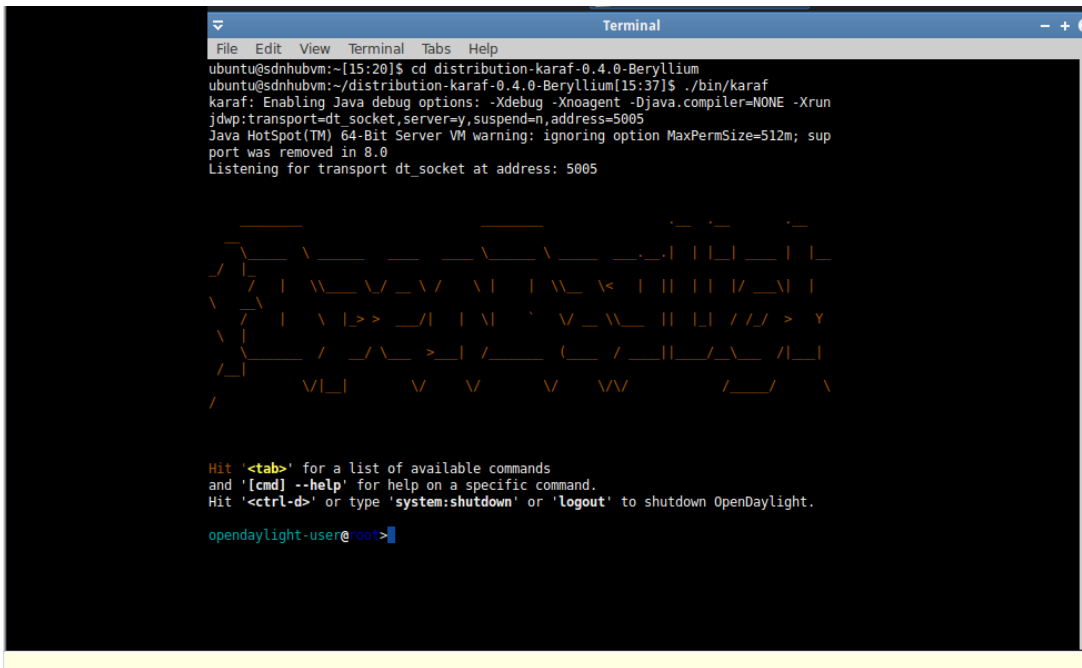 Terminal
File Edit View Terminal Tabs Help
ubuntu@sdnhubvm:~[15:20]$ cd distribution-karaf-0.4.0-Beryllium
ubuntu@sdnhubvm:~/distribution-karaf-0.4.0-Beryllium[15:37]$ ./bin/karaf
karaf: Enabling Java debug options: -Xdebug -Xnoagent -Djava.compiler=NONE -Xrun
jdwp:transport=dt_socket,server=y,suspend=n,address=5005
Java HotSpot(TM) 64-Bit Server VM warning: ignoring option MaxPermSize=512m; sup
port was removed in 8.0
Listening for transport dt_socket at address: 5005
Hit '<tab>' for a list of available commands
and '[cmd] --help' for help on a specific command.
Hit '<ctrl-d>' or type 'system:shutdown' or 'logout' to shutdown OpenDaylight.
opendaylight-user@root>